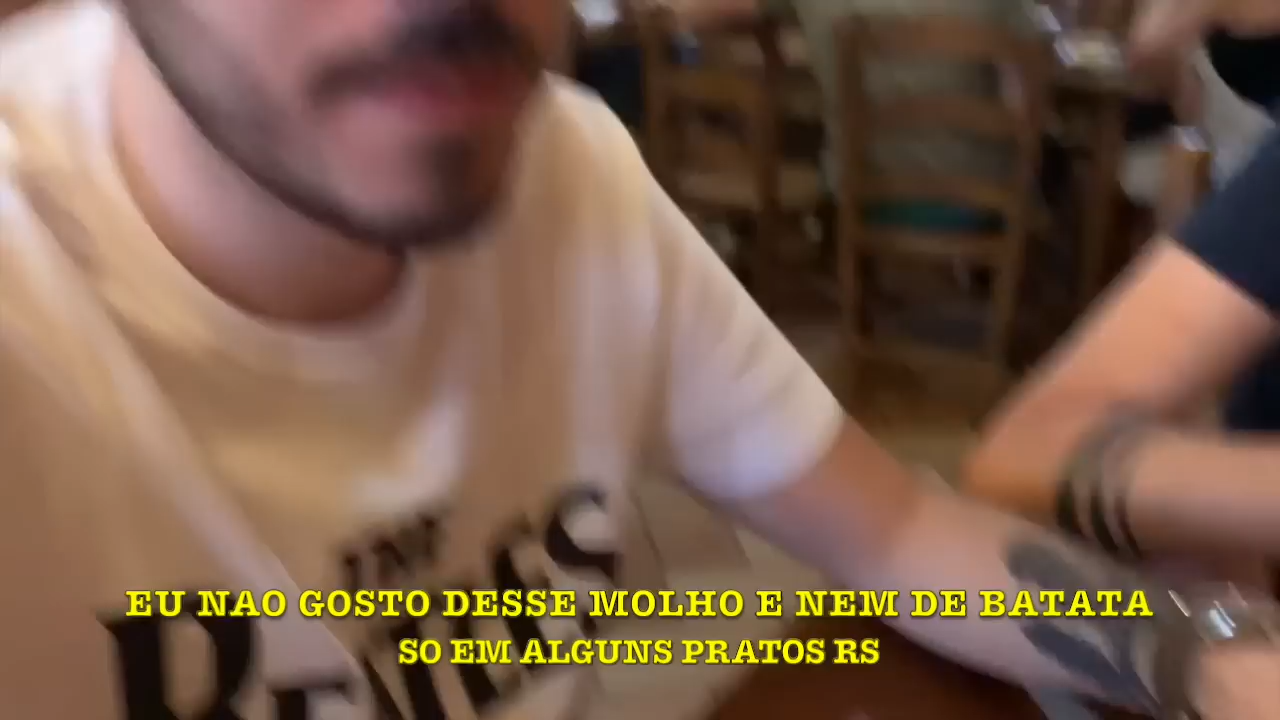 EU NAO GOSTO DESSE MOLHO E NEM DE BATATA
SO EM ALGUNS PRATOS RS